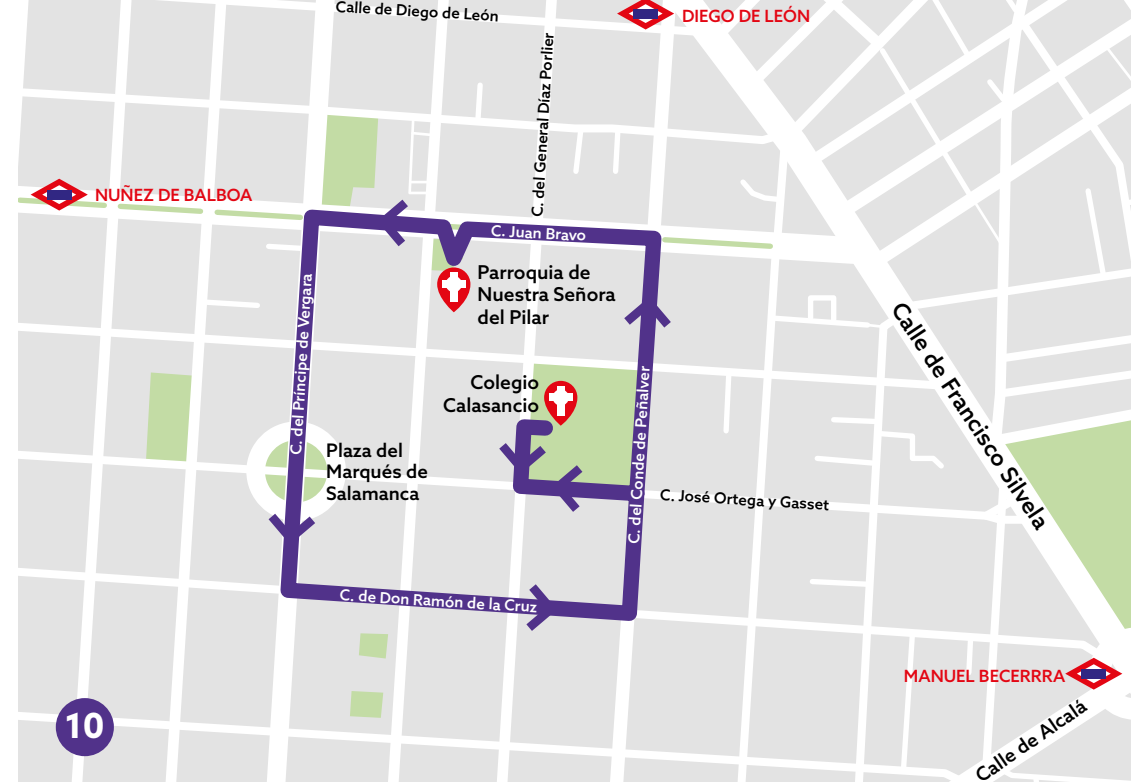 Calle de Diego de León
DIEGO DE LEÓN
C. del General Díaz Porlier
NUÑEZ DE BALBOA
C. Juan Bravo
Parroquia de
Nuestra Señora
del Pilar
C. del Príncipe de Vergara
Calle de Francisco Silvela
Colegio
Calasancio
C. del Conde de Peñalver
Plaza del
Marqués de
Salamanca
C. José Ortega y Gasset
C. de Don Ramón de la Cruz
MANUEL BECERRRA
Calle de Alcalá
10